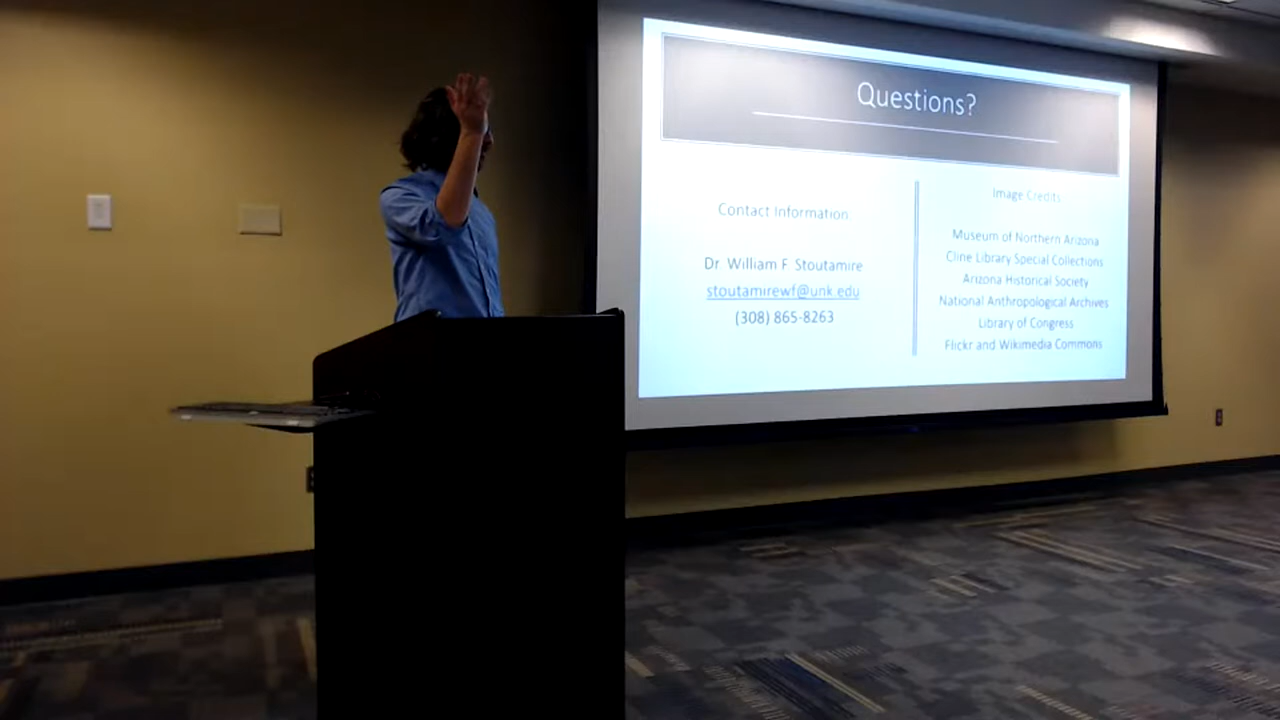 Questions?
Contact Information
Dr. William F. Stoutamire
stoutamirewf@unk.edu
(308) 865-8263
Image Credits
Museum of Northern Arizona
Cline Library Special Collections
Arizona Historical Society
National Anthropological Archives
Library of Congress
Flickr and Wikimedia Commons